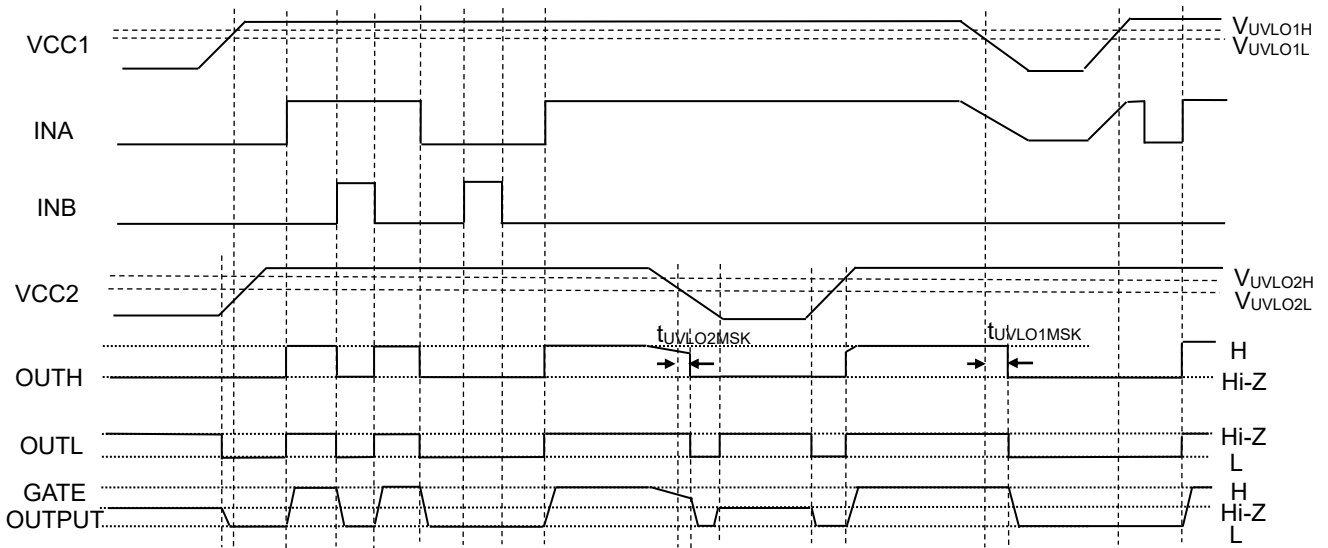 VCC1
VUVLO1H
VUVLO1L
INA
INB
VCC2
VUVLO2H
VUVLO2L
tUVLO2MSK
tUVLO1MSK
OUTH
H
Hi-Z
OUTL
Hi-Z
L
GATE
OUTPUT
H
Hi-Z
L